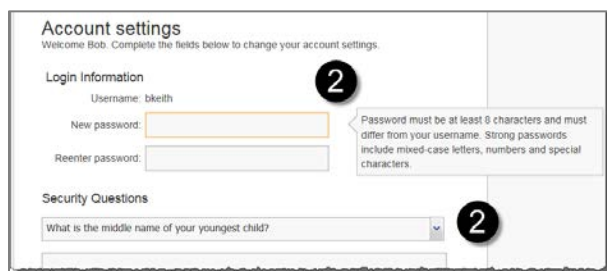 Account settings
Welcome Bob. Complete the fields below to change your account settings.
Login Information
2
Username: bkeith
New password:
Password must be at least 8 characters and must
differ from your username. Strong passwords
include mixed-case letters, numbers and special
characters.
Reenter password:
Security Questions
What is the middle name of your youngest child?
2